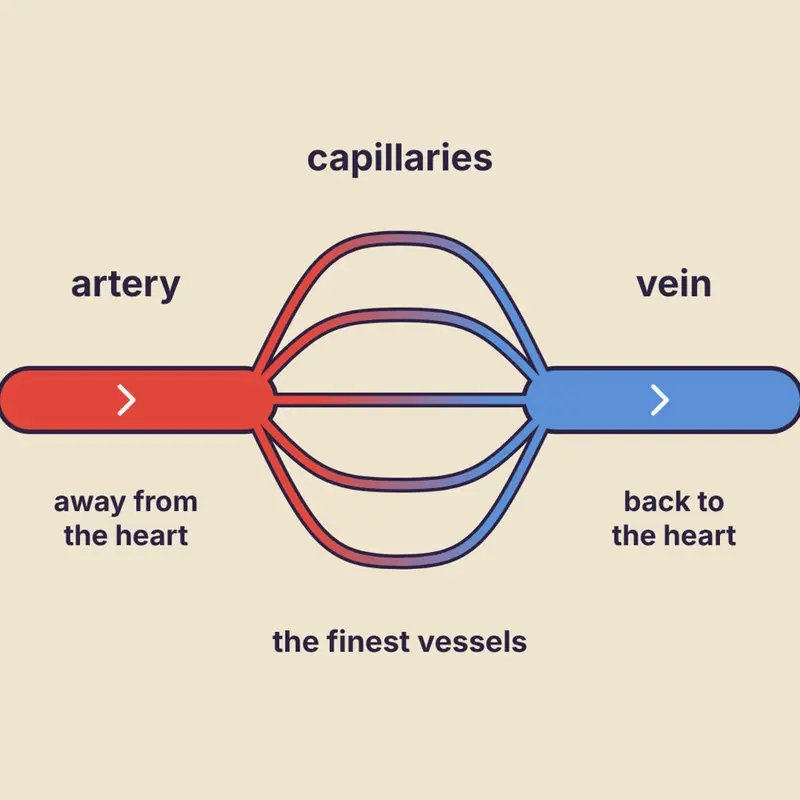 capillaries
artery
vein
away from
the heart
back to
the heart
the finest vessels